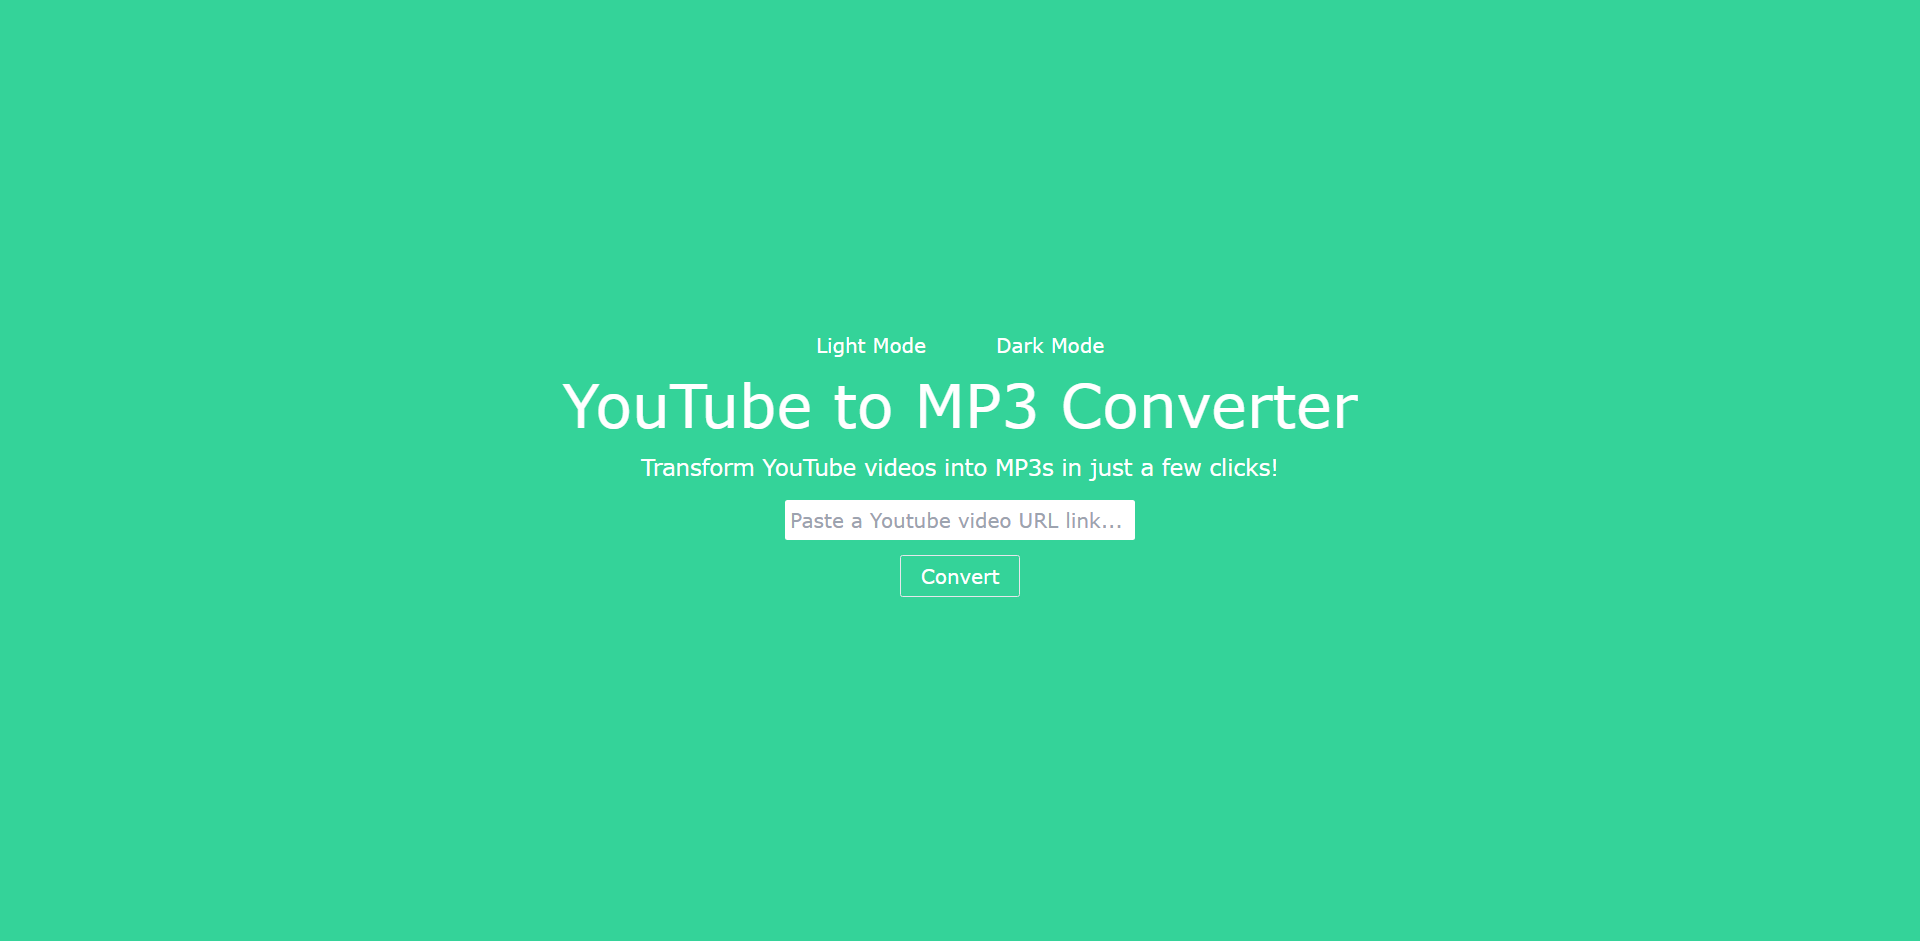 Light Mode Dark Mode
YouTube to MP3 Converter
Transform YouTube videos into MP3s in just a few clicks!
Paste a Youtube video URL link...
Convert